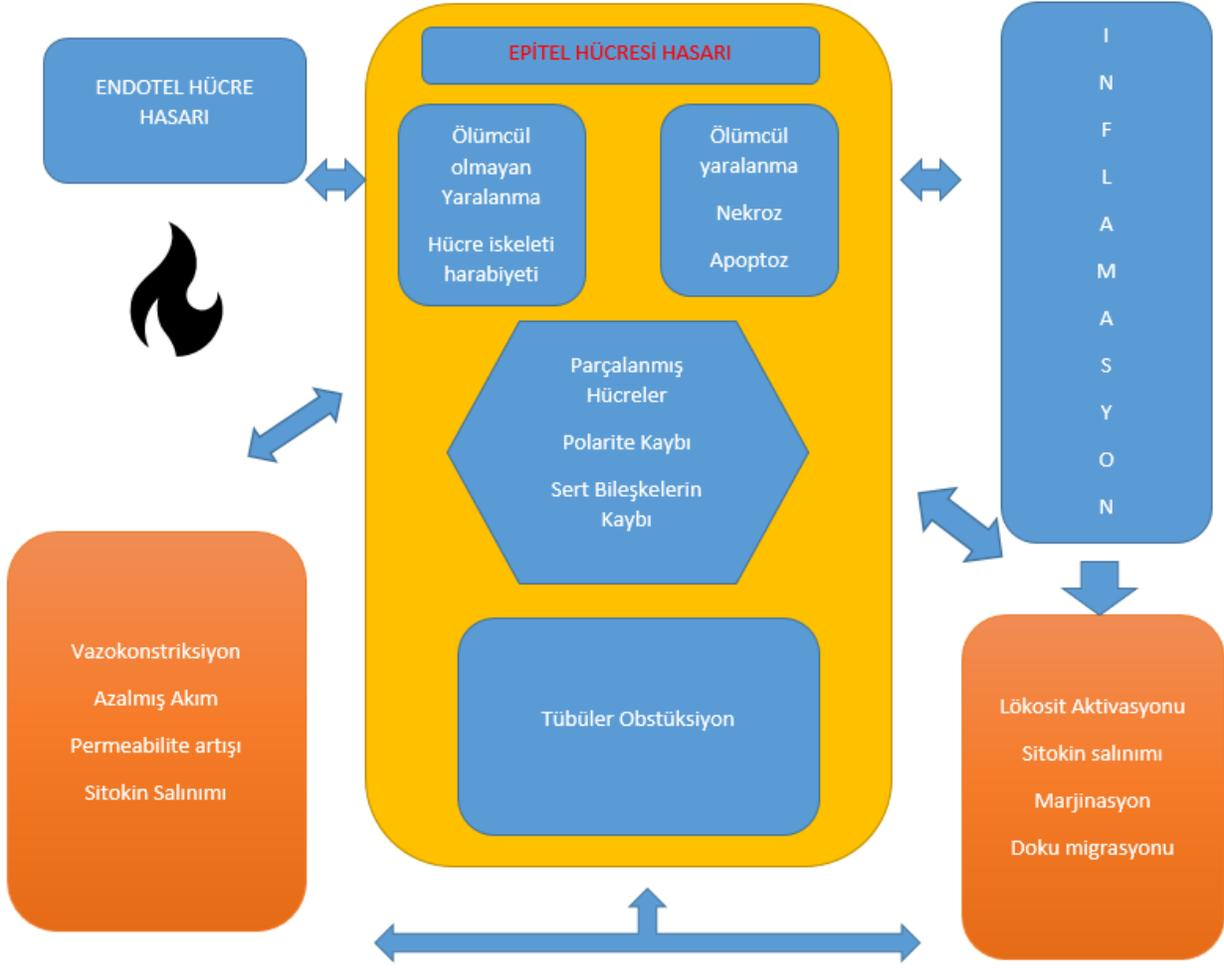 ENDOTEL HÜCRE
HASARI
EPİTEL HÜCRESİ HASARI
Ölümcül
olmayan
Yaralanma
Hücre iskeleti
harabiyeti
Ölümcül
yaralanma
Nekroz
Apoptoz
I
N
F
L
A
M
A
S
Y
O
N
Parçalanmış
Hücreler
Polarite Kaybı
Sert Bileşkelerin
Kaybı
Vazokonstriksiyon
Azalmış Akım
Permeabilite artışı
Sitokin Salınımı
Tübüler Obstüksiyon
Lökosit Aktivasyonu
Sitokin salınımı
Marjinasyon
Doku migrasyonu